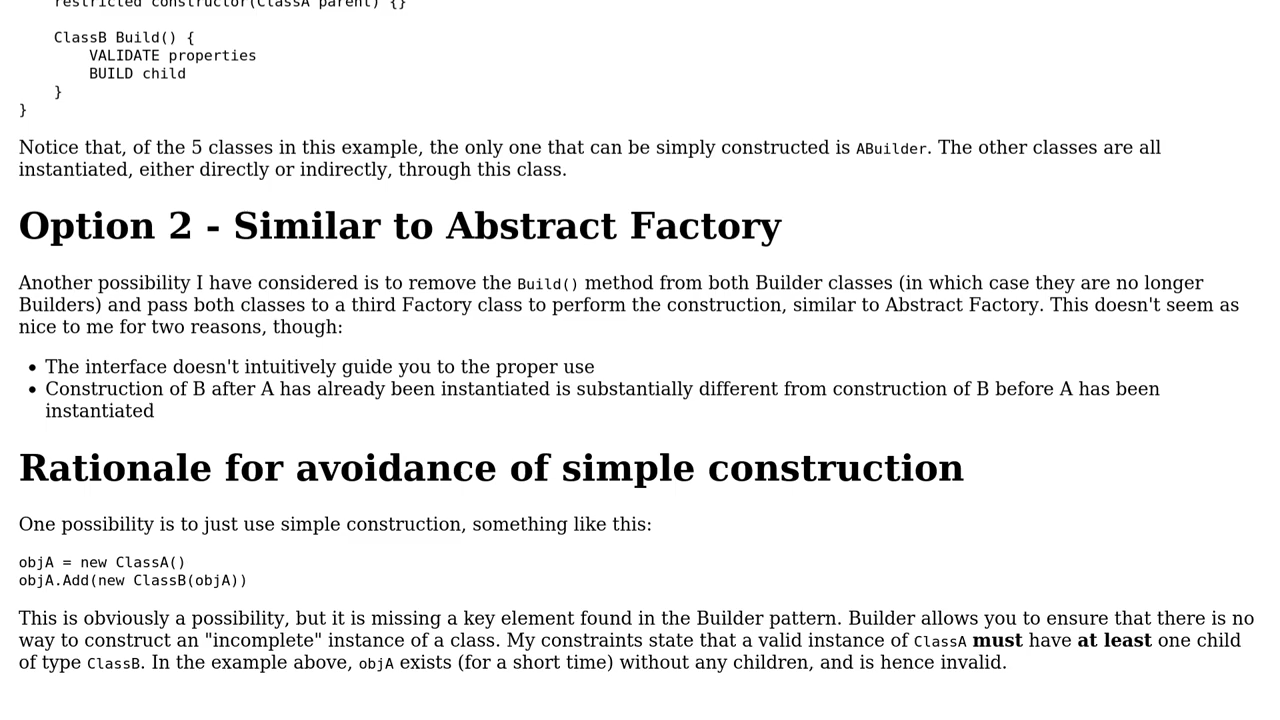 restricted constructor(ClassA parent) {}
ClassB Build() {
VALIDATE properties
BUILD child
}
}
Notice that, of the 5 classes in this example, the only one that can be simply constructed is ABuilder. The other classes are all
instantiated, either directly or indirectly, through this class.
Option 2 - Similar to Abstract Factory
Another possibility I have considered is to remove the Build() method from both Builder classes (in which case they are no longer
Builders) and pass both classes to a third Factory class to perform the construction, similar to Abstract Factory. This doesn't seem as
nice to me for two reasons, though:
• The interface doesn't intuitively guide you to the proper use
• Construction of B after A has already been instantiated is substantially different from construction of B before A has been
instantiated
Rationale for avoidance of simple construction
One possibility is to just use simple construction, something like this:
objA = new ClassA()
objA.Add(new ClassB(objA))
This is obviously a possibility, but it is missing a key element found in the Builder pattern. Builder allows you to ensure that there is no
way to construct an "incomplete" instance of a class. My constraints state that a valid instance of ClassA must have at least one child
of type ClassB. In the example above, objA exists (for a short time) without any children, and is hence invalid.